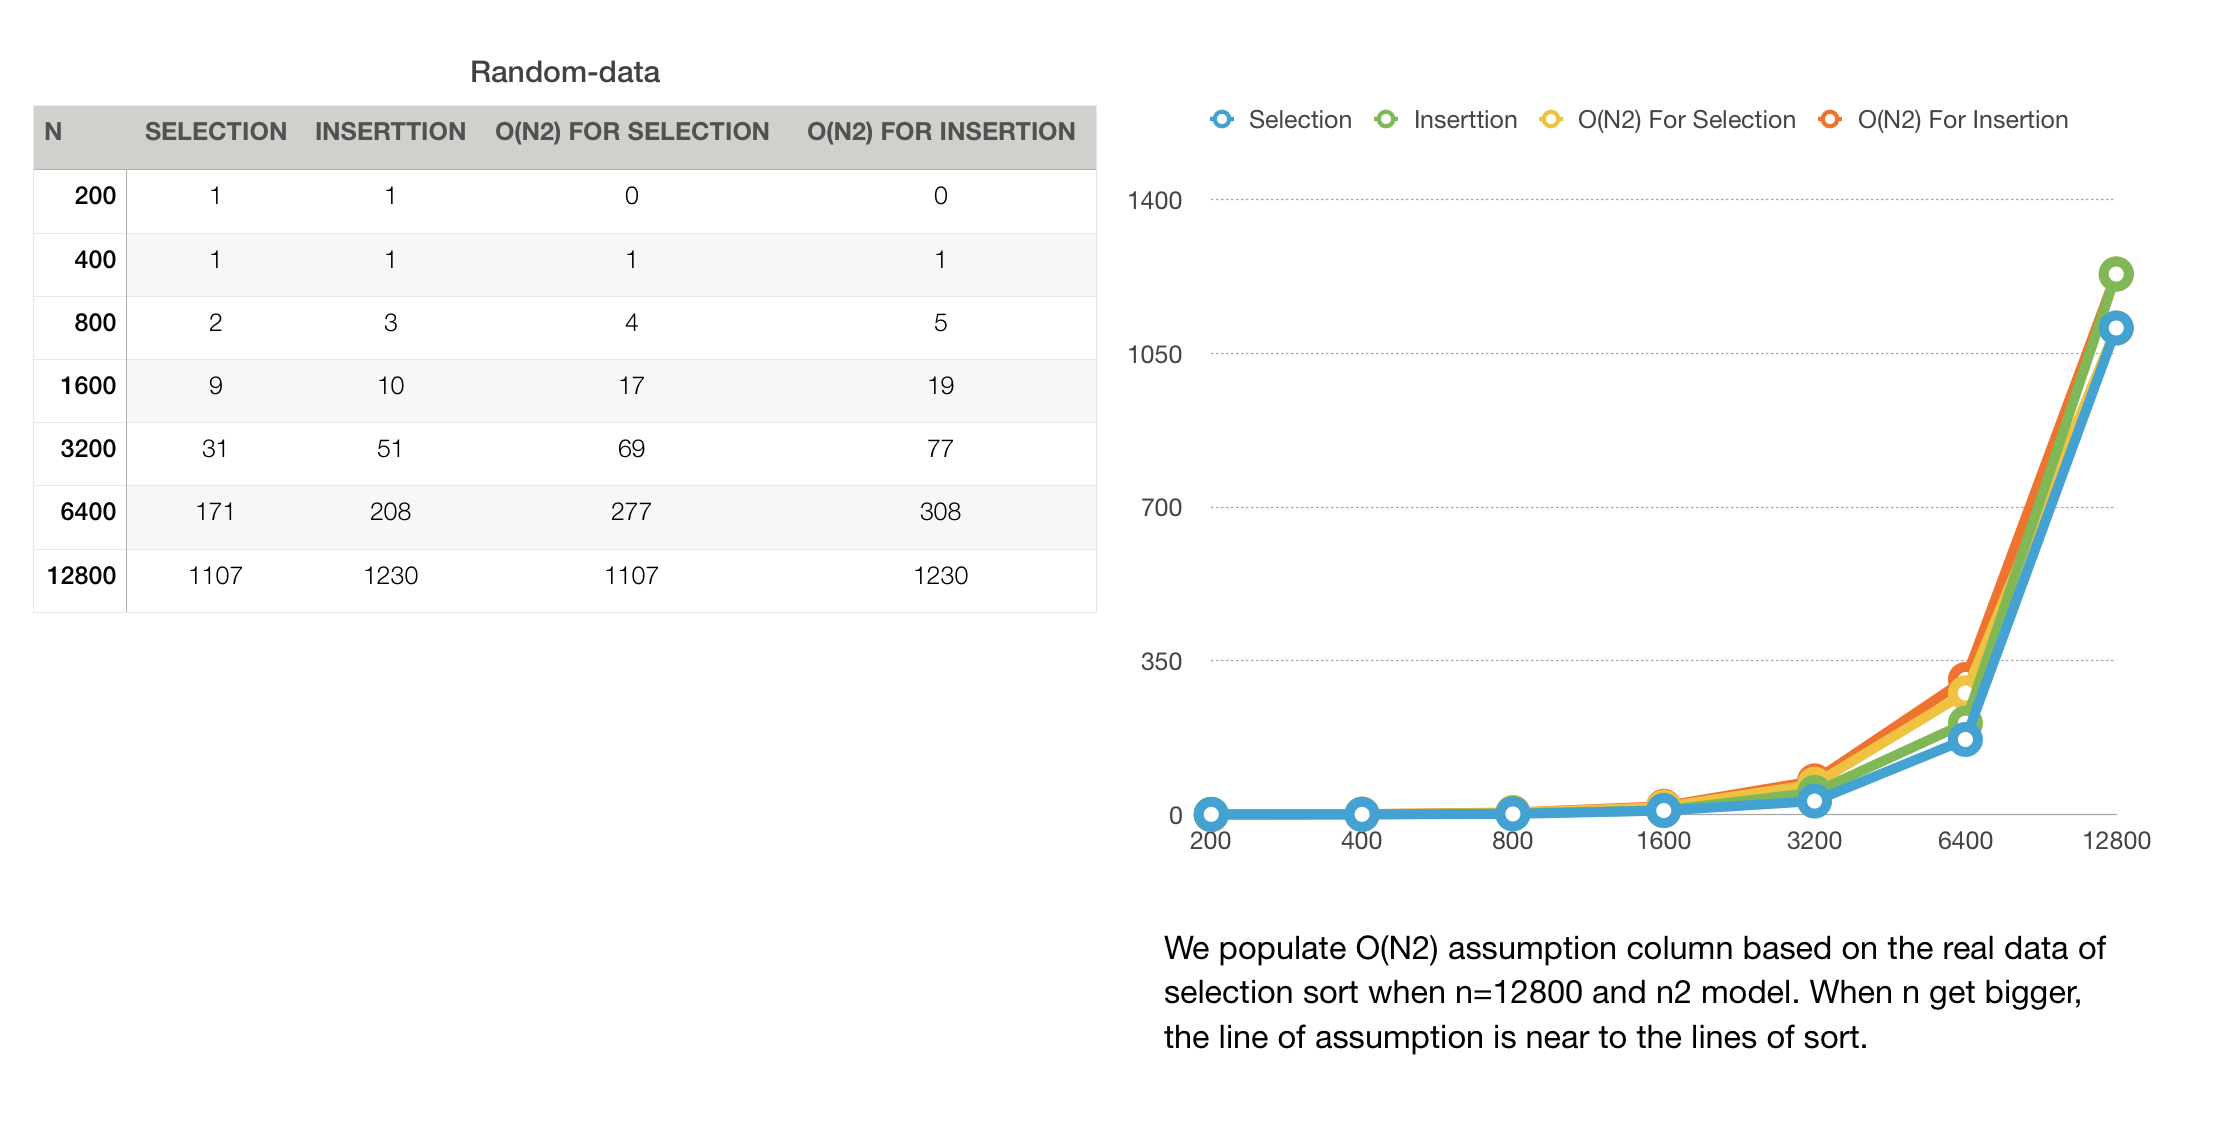 Random-data
N SELECTION INSERTTION O(N2) FOR SELECTION O(N2) FOR INSERTION
200 1 1 0 0
400 1 1 1 1
800 2 3 4 5
1600 9 10 17 19
3200 31 51 69 77
6400 171 208 277 308
12800 1107 1230 1107 1230
Selection Inserttion O(N2) For Selection O(N2) For Insertion
1400
1050
700
350
0
200 400 800 1600 3200 6400 12800
We populate O(N2) assumption column based on the real data of
selection sort when n=12800 and n2 model. When n get bigger,
the line of assumption is near to the lines of sort.